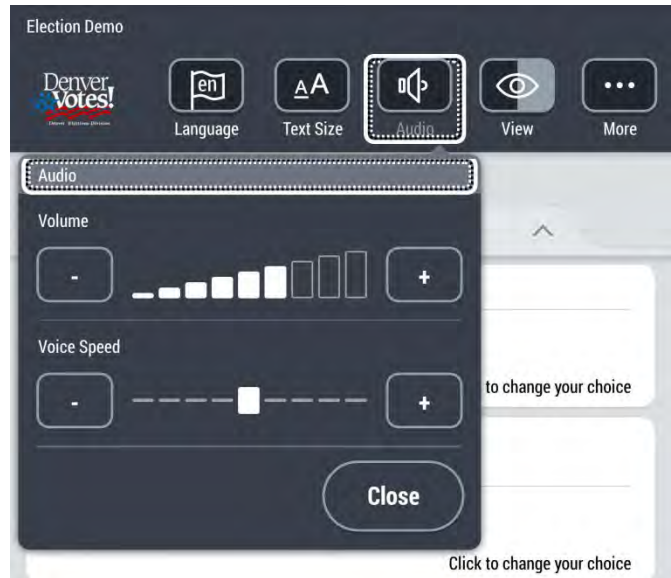 Election Demo
Denver
Votes!
en
AA
Language
Text Size
Audio
View
More
Audio
Volume
-
+
Voice Speed
-
+
to change your choice
Close
Click to change your choice